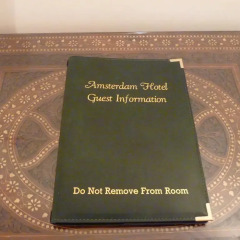 Amsterdam Hotel
Guest Information
Do Not Remove From Room